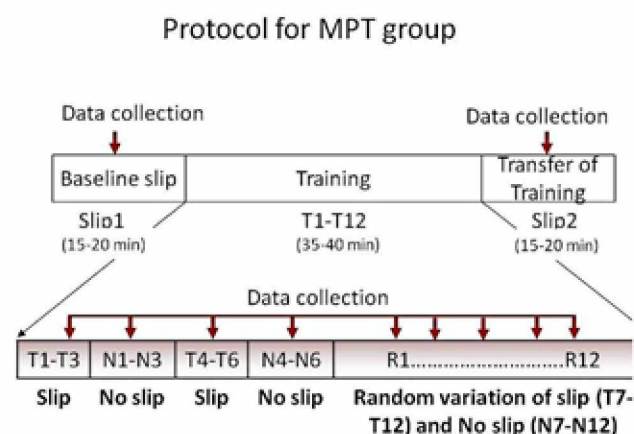 Protocol for MPT group
Data collection
Data collection
Baseline slip
Training
Transfer of
Training
Slip1
T1-T12
Slip2
(15-20 min)
(35-40 min)
(15-20 min)
Data collection
T1-T3
N1-N3
T4-T6
N4-N6
R1..............................R12
Slip
No slip
Slip
No slip
Random variation of slip (T7-
T12) and No slip (N7-N12)